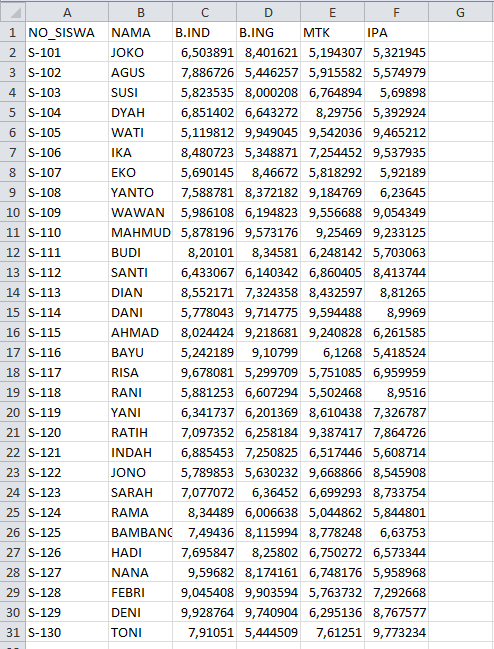 A B C D E F G
1 NO_SISWA NAMA B.IND B.ING MTK IPA
2 S-101 JOKO 6,503891 8,401621 5,194307 5,321945
3 S-102 AGUS 7,886726 5,446257 5,915582 5,574979
4 S-103 SUSI 5,823535 8,000208 6,764894 5,69898
5 S-104 DYAH 6,851402 6,643272 8,29756 5,392924
6 S-105 WATI 5,119812 9,949045 9,542036 9,465212
7 S-106 IKA 8,480723 5,348871 7,254452 9,537935
8 S-107 EKO 5,690145 8,46672 5,818292 5,92189
9 S-108 YANTO 7,588781 8,372182 9,184769 6,23645
10 S-109 WAWAN 5,986108 6,194823 9,556688 9,054349
11 S-110 MAHMUD 5,878196 9,573176 9,25469 9,233125
12 S-111 BUDI 8,20101 8,34581 6,248142 5,703063
13 S-112 SANTI 6,433067 6,140342 6,860405 8,413744
14 S-113 DIAN 8,552171 7,324358 8,432597 8,81265
15 S-114 DANI 5,778043 9,714775 9,594488 8,9969
16 S-115 AHMAD 8,024424 9,218681 9,240828 6,261585
17 S-116 BAYU 5,242189 9,10799 6,1268 5,418524
18 S-117 RISA 9,678081 5,299709 5,751085 6,959959
19 S-118 RANI 5,881253 6,607294 5,502468 8,9516
20 S-119 YANI 6,341737 6,201369 8,610438 7,326787
21 S-120 RATIH 7,097352 6,258184 9,387417 7,864726
22 S-121 INDAH 6,885453 7,250825 6,517446 5,608714
23 S-122 JONO 5,789853 5,630232 9,668866 8,545908
24 S-123 SARAH 7,077072 6,36452 6,699293 8,733754
25 S-124 RAMA 8,34489 6,006638 5,044862 5,844801
26 S-125 BAMBANG 7,49436 8,115994 8,778248 6,63753
27 S-126 HADI 7,695847 8,25802 6,750272 6,573344
28 S-127 NANA 9,59682 8,174161 6,748176 5,958968
29 S-128 FEBRI 9,045408 9,903594 5,763732 7,292668
30 S-129 DENI 9,928764 9,740904 6,295136 8,767577
31 S-130 TONI 7,91051 5,444509 7,61251 9,773234